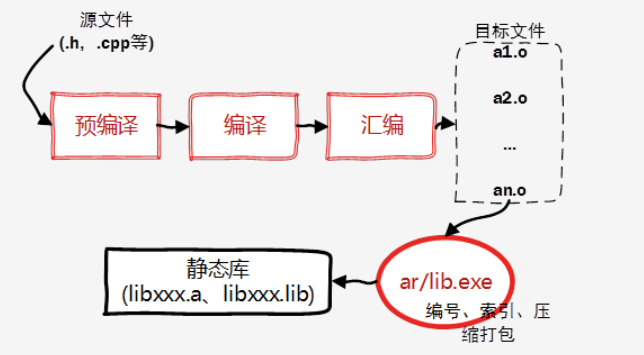 源文件
(.h, .cpp等)
预编译
编译
汇编
目标文件
a1.o
a2.o
...
an.o
ar/lib.exe
编号、索引、压
缩打包
静态库
(libxxx.a、libxxx.lib)